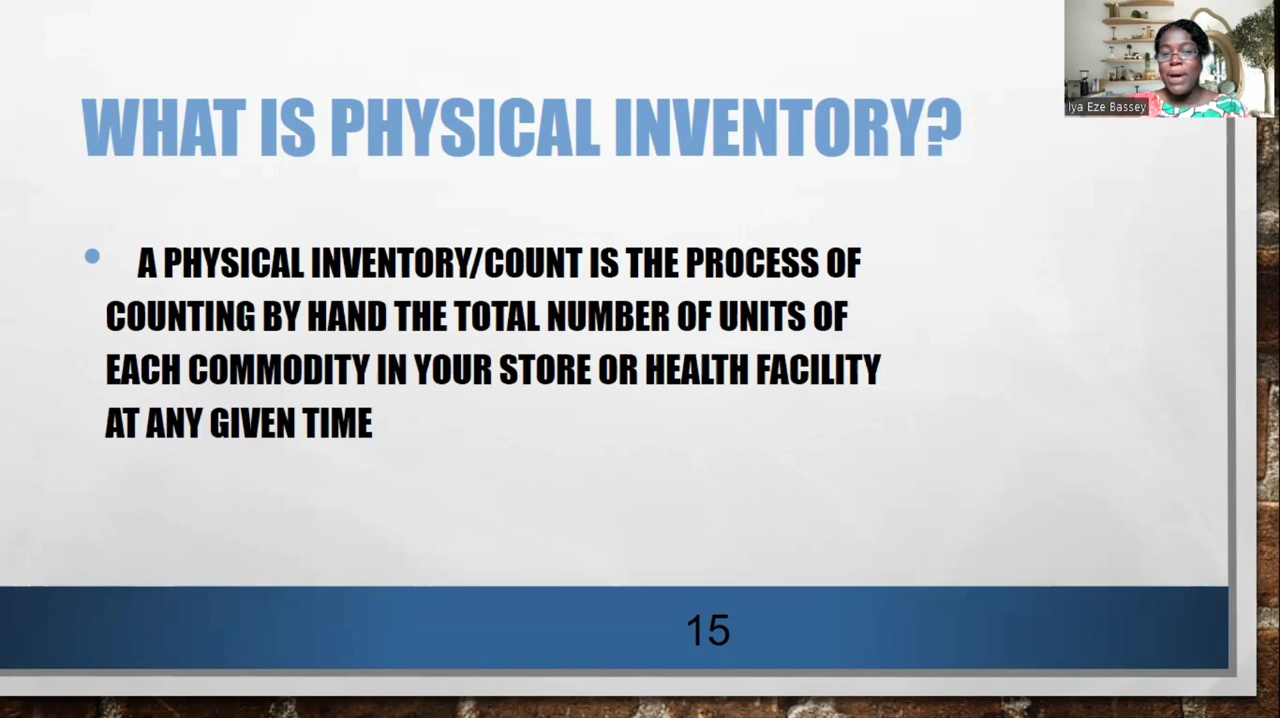 WHAT IS PHYSICAL INVENTORY?
Iya Eze Bassey
A PHYSICAL INVENTORY/COUNT IS THE PROCESS OF
COUNTING BY HAND THE TOTAL NUMBER OF UNITS OF
EACH COMMODITY IN YOUR STORE OR HEALTH FACILITY
AT ANY GIVEN TIME
15